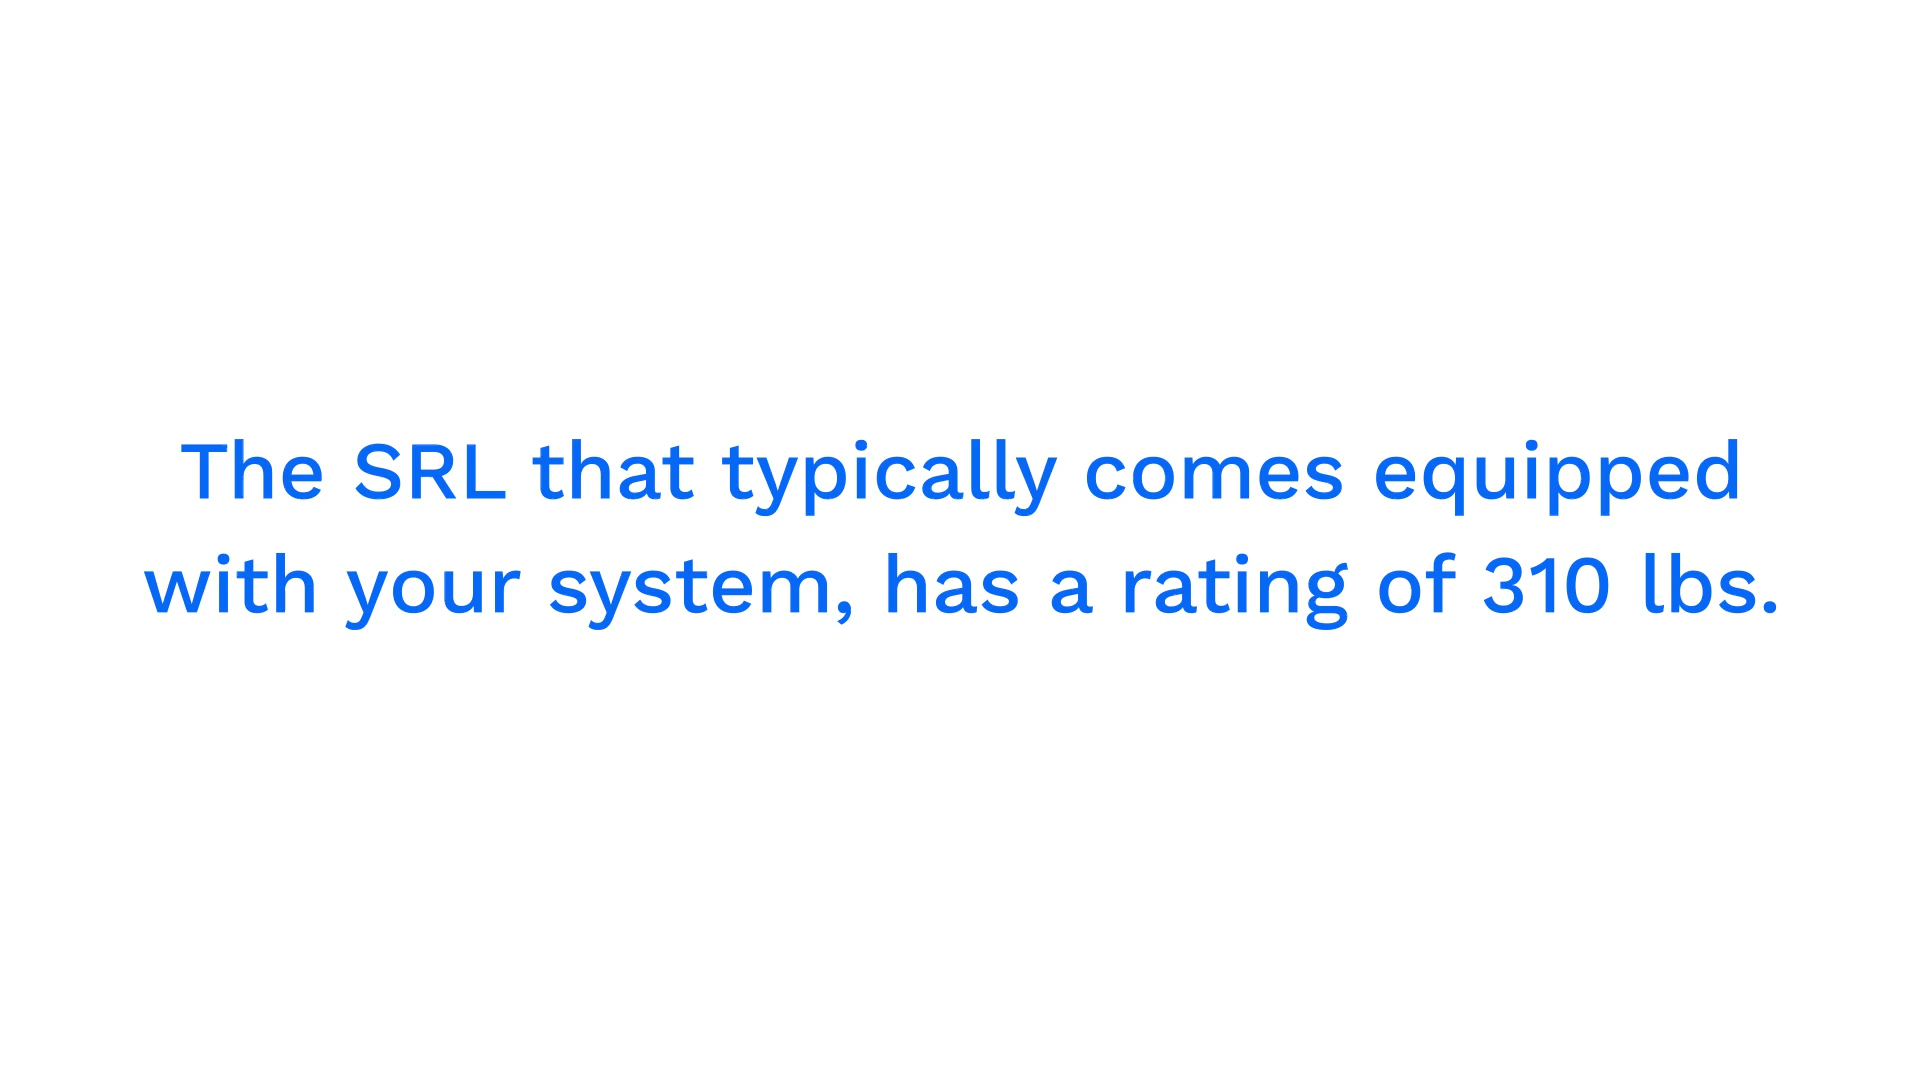 The SRL that typically comes equipped
with your system, has a rating of 310 lbs.